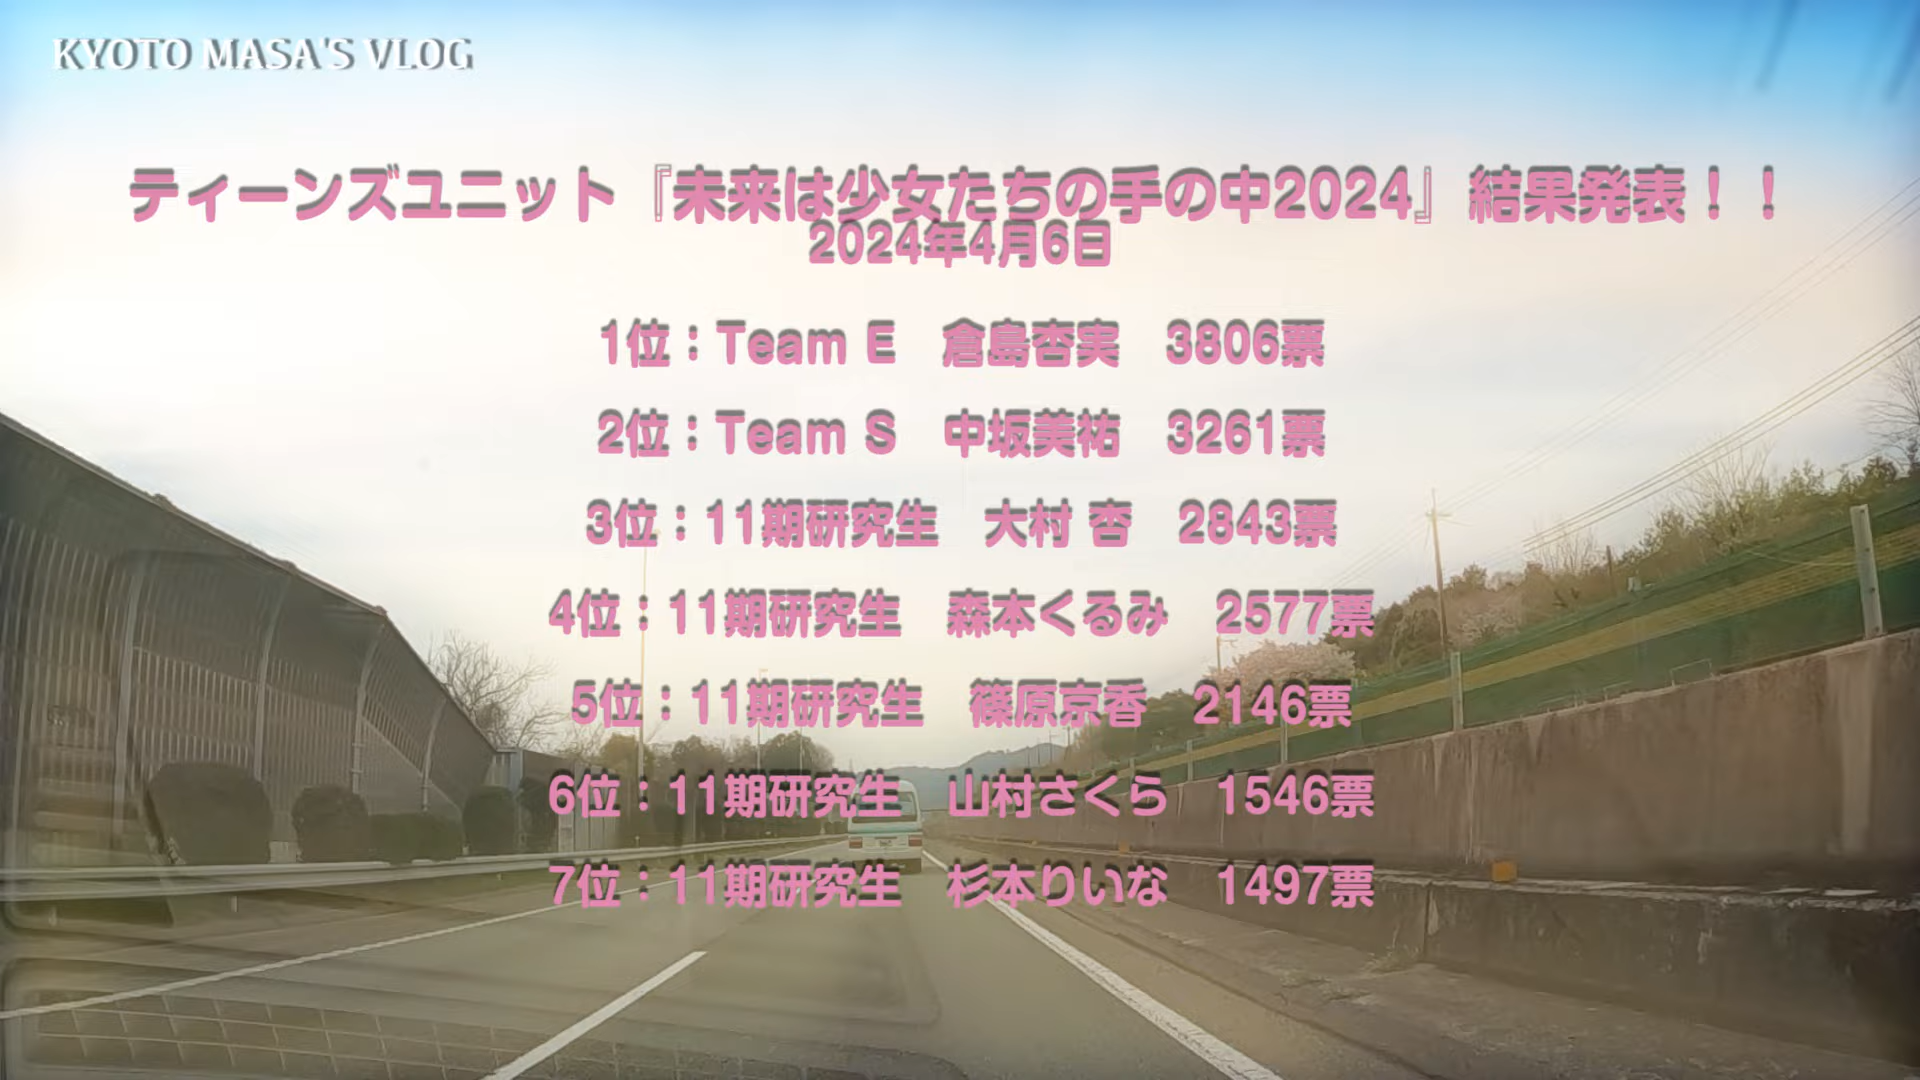 KYOTO MASA'S VLOG
ティーンズユニット『未来は少女たちの手の中2024』結果発表！！
2024年4月6日
1位：Team E　倉島杏実　3806票
2位：Team S　中坂美祐　3261票
3位：11期研究生　大村 杏　2843票
4位：11期研究生　森本くるみ　2577票
5位：11期研究生　篠原京香　2146票
6位：11期研究生　山村さくら　1546票
7位：11期研究生　杉本りいな　1497票